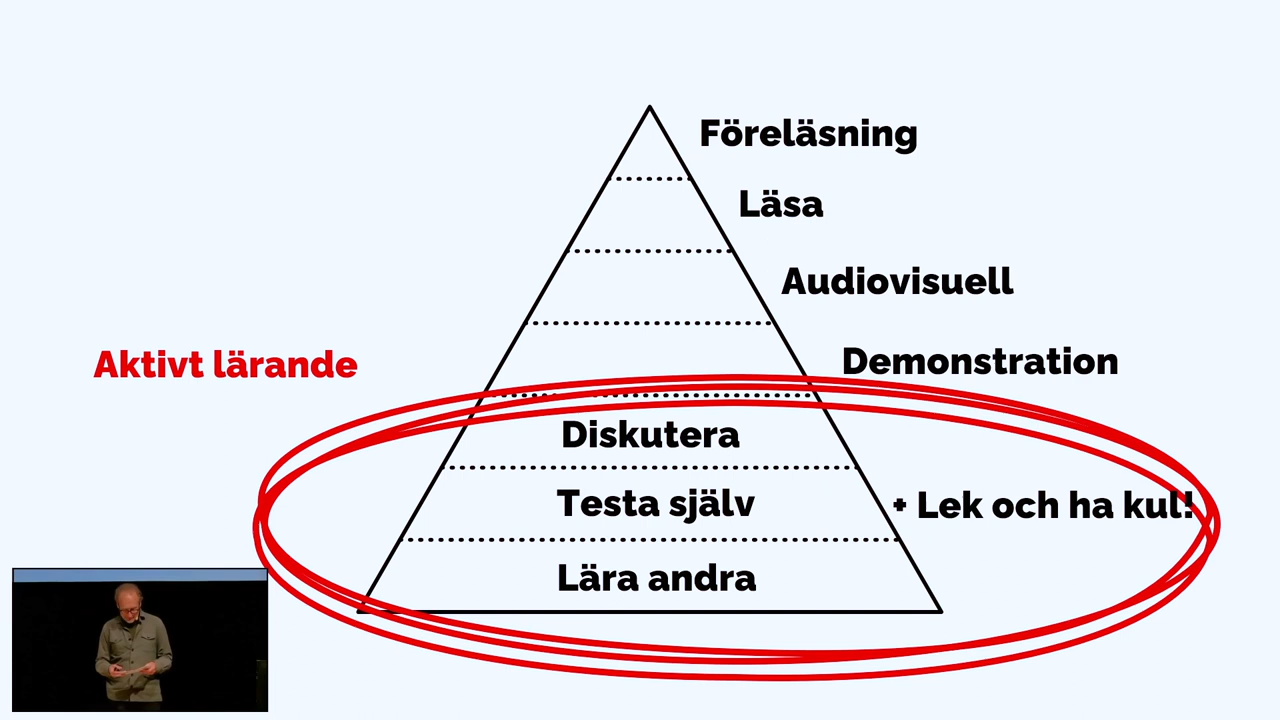 Föreläsning
Läsa
Audiovisuell
Demonstration
Aktivt lärande
Diskutera
Testa själv
+ Lek och ha kul!
Lära andra